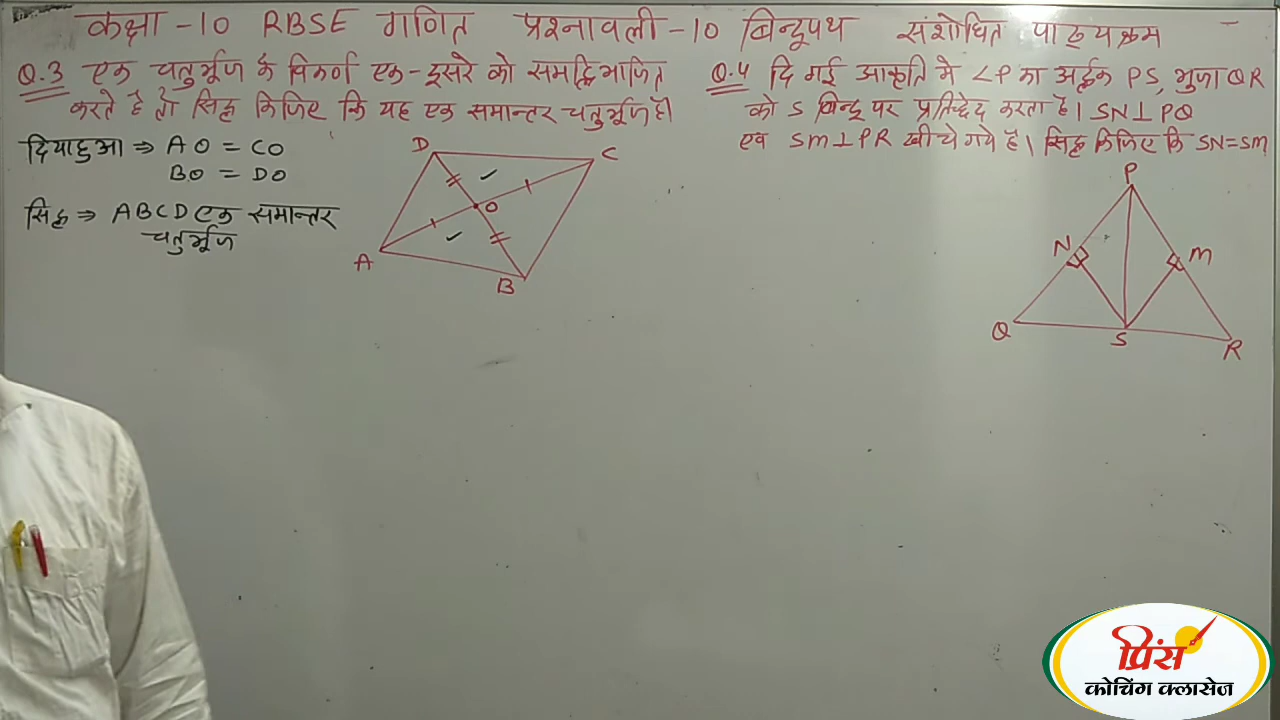 कक्षा -10 RBSE गणित प्रश्नावली -10 बिन्दूपथ संशोधित पाठ्यक्रम
Q.3 एक चतुर्भूज के विकर्ण एक-दूसरे को समद्विभाजित
करते है तो सिद्ध किजिए कि यह एक समान्तर चतुर्भूज है।
दिया हुआ ⇒ AO = CO
BO = DO
सिद्ध ⇒ ABCD एक समान्तर
चतुर्भूज
D
C
O
A
B
Q.4 दि गई आकृति मे ∠P का अर्द्धक PS, भुजा QR
को S बिन्दू पर प्रतिच्छेद करता है। SN⊥PQ
एवं SM⊥PR खीचे गये है। सिद्ध किजिए कि SN=SM
P
N
M
Q
S
R
प्रिंस
कोचिंग क्लासेज